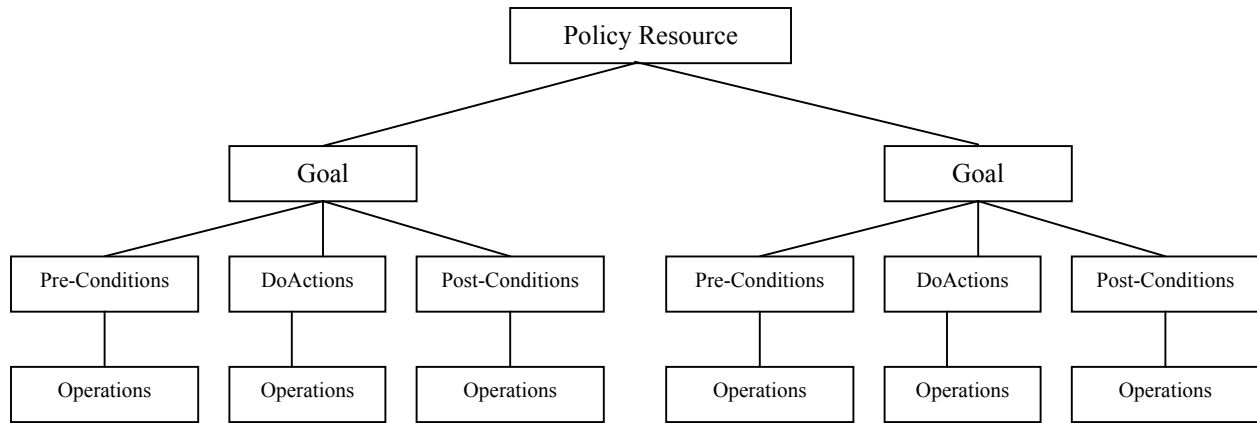 Policy Resource
Goal
Goal
Pre-Conditions
DoActions
Post-Conditions
Pre-Conditions
DoActions
Post-Conditions
Operations
Operations
Operations
Operations
Operations
Operations